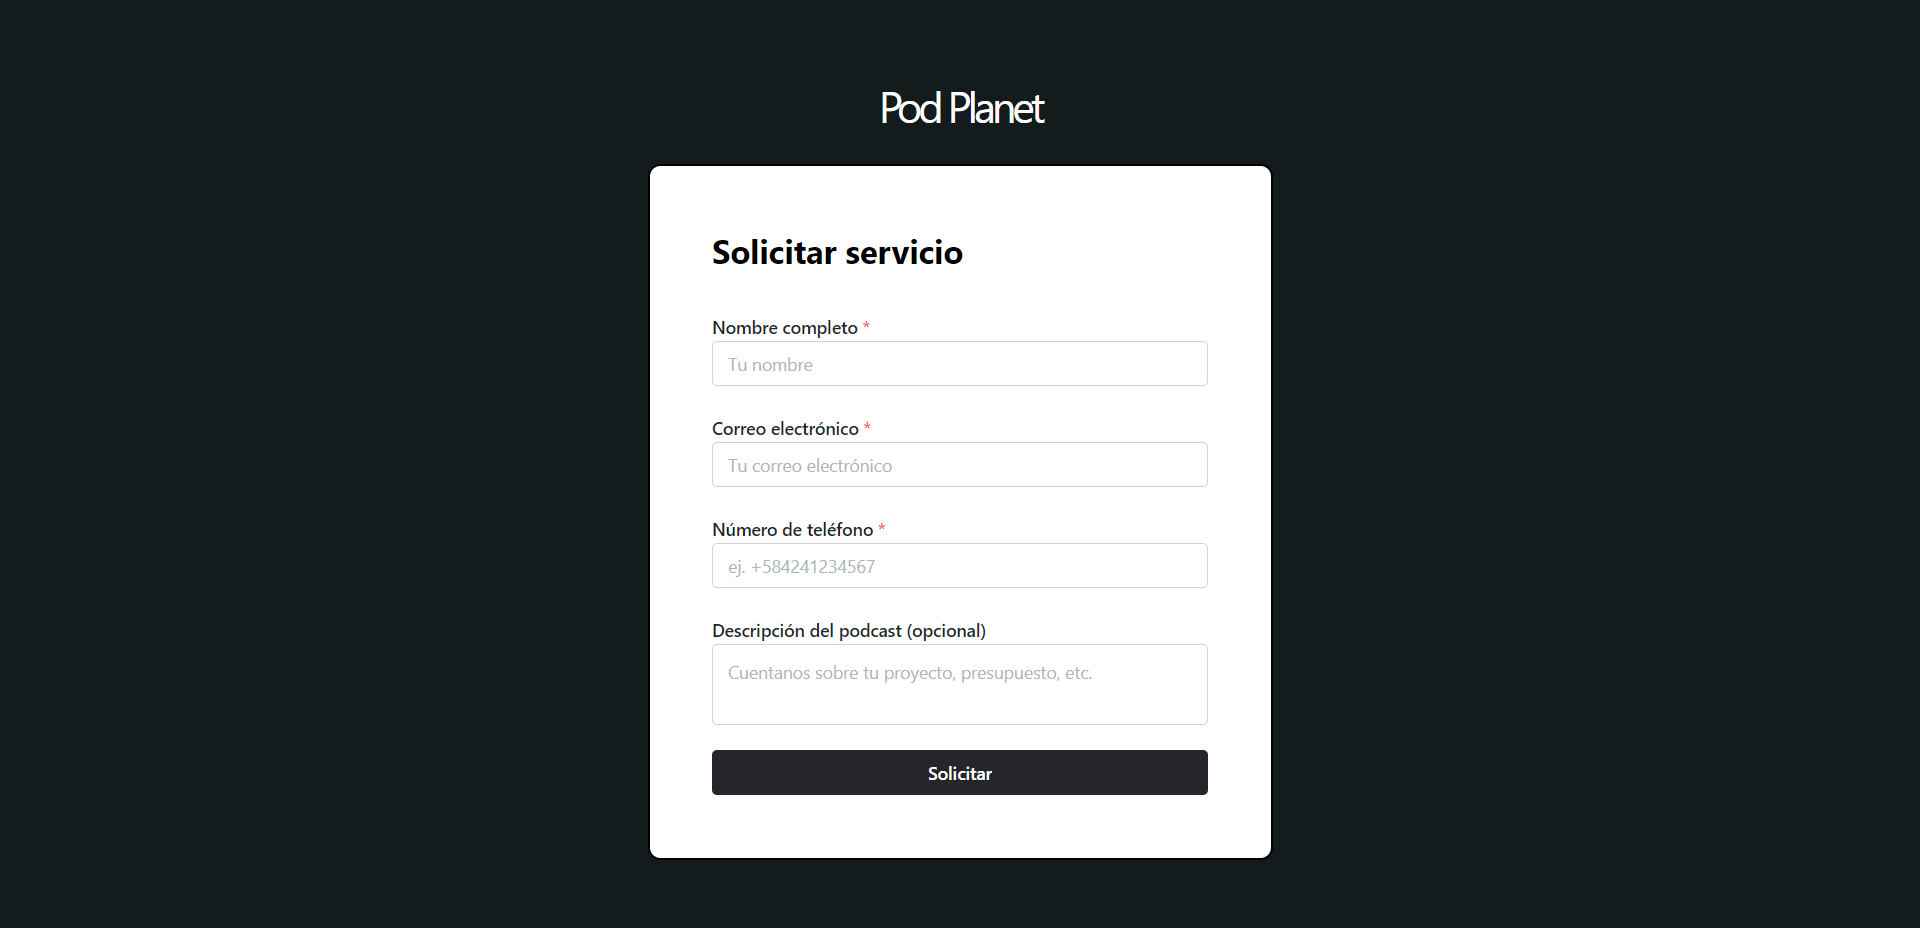 Pod Planet
Solicitar servicio
Nombre completo *
Tu nombre
Correo electrónico *
Tu correo electrónico
Número de teléfono *
ej. +584241234567
Descripción del podcast (opcional)
Cuentanos sobre tu proyecto, presupuesto, etc.
Solicitar